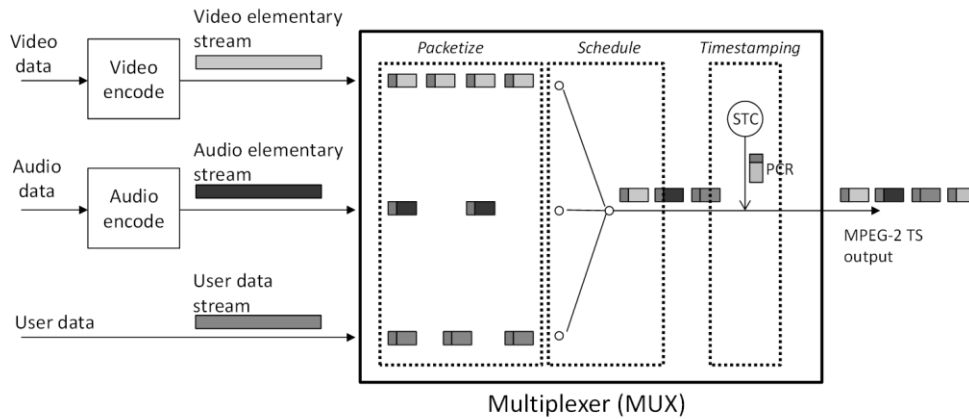 Video
data
Video
encode
Video elementary
stream
Audio
data
Audio
encode
Audio elementary
stream
User data
User data
stream
Packetize
Schedule
Timestamping
STC
PCR
MPEG-2 TS
output
Multiplexer (MUX)